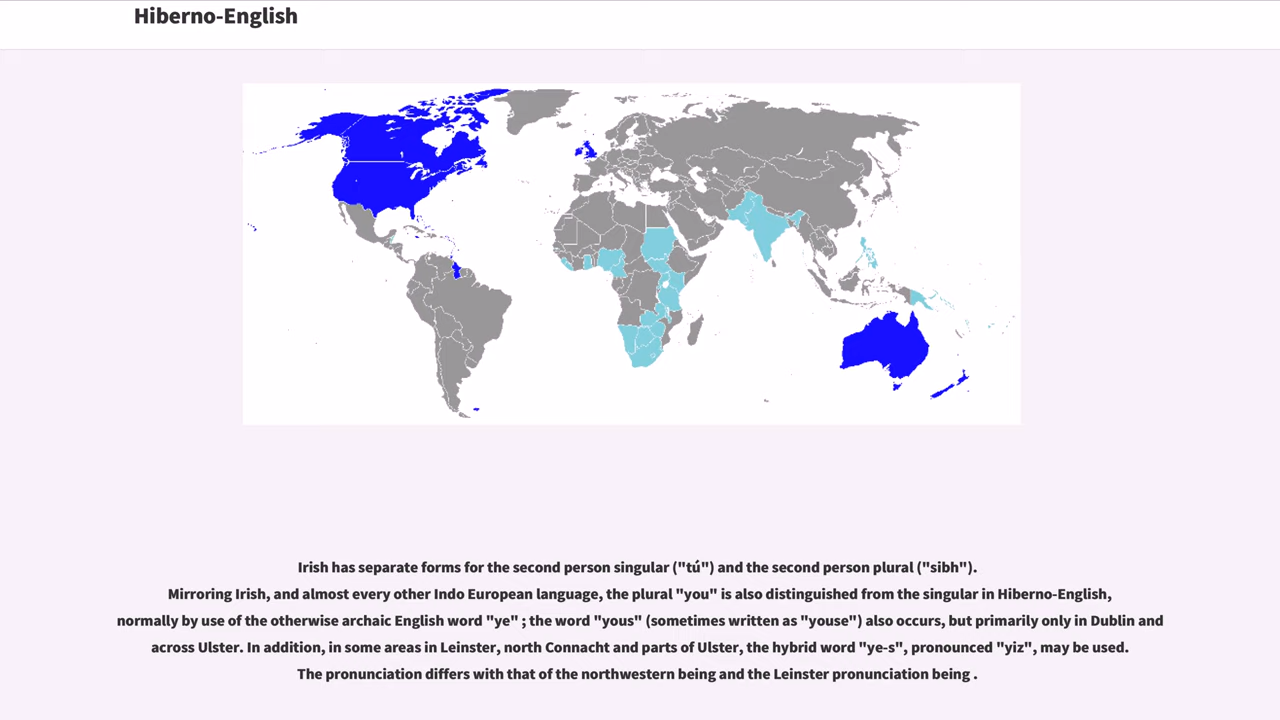 Hiberno-English
Irish has separate forms for the second person singular ("tú") and the second person plural ("sibh").
Mirroring Irish, and almost every other Indo European language, the plural "you" is also distinguished from the singular in Hiberno-English,
normally by use of the otherwise archaic English word "ye" ; the word "yous" (sometimes written as "youse") also occurs, but primarily only in Dublin and
across Ulster. In addition, in some areas in Leinster, north Connacht and parts of Ulster, the hybrid word "ye-s", pronounced "yiz", may be used.
The pronunciation differs with that of the northwestern being and the Leinster pronunciation being .